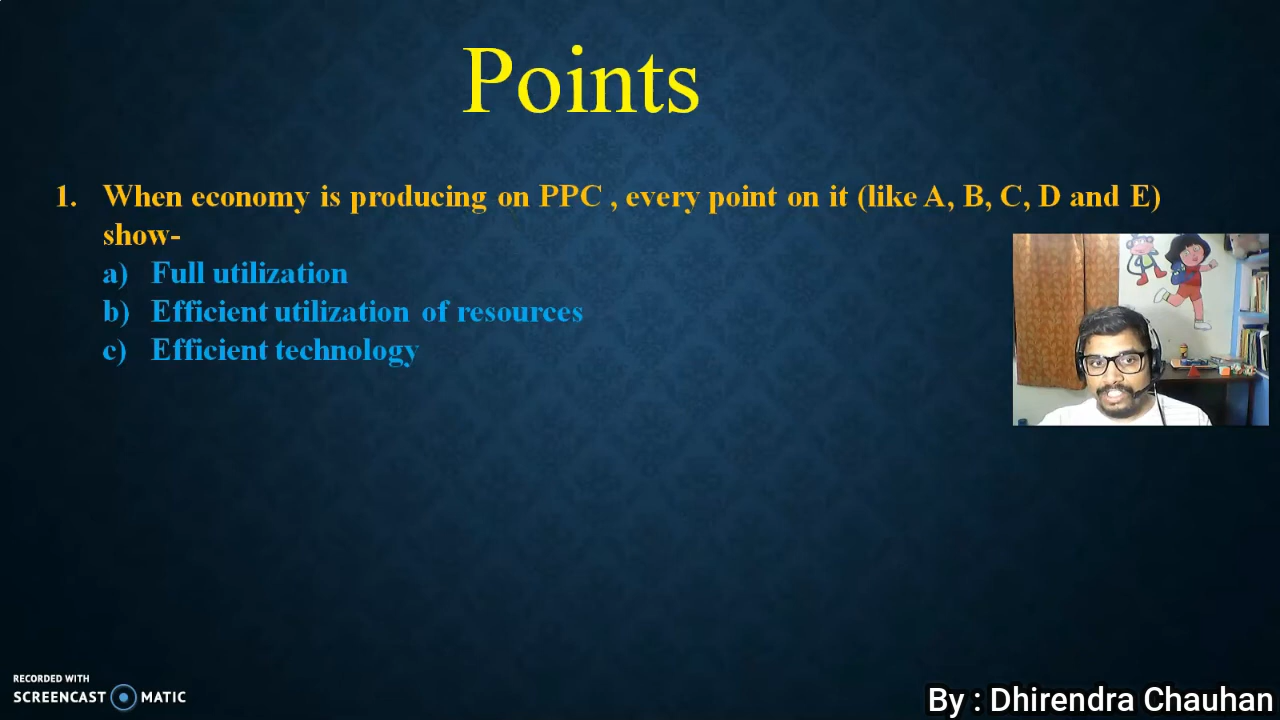 Points
1. When economy is producing on PPC , every point on it (like A, B, C, D and E)
show-
a) Full utilization
b) Efficient utilization of resources
c) Efficient technology
RECORDED WITH
SCREENCAST MATIC
By : Dhirendra Chauhan